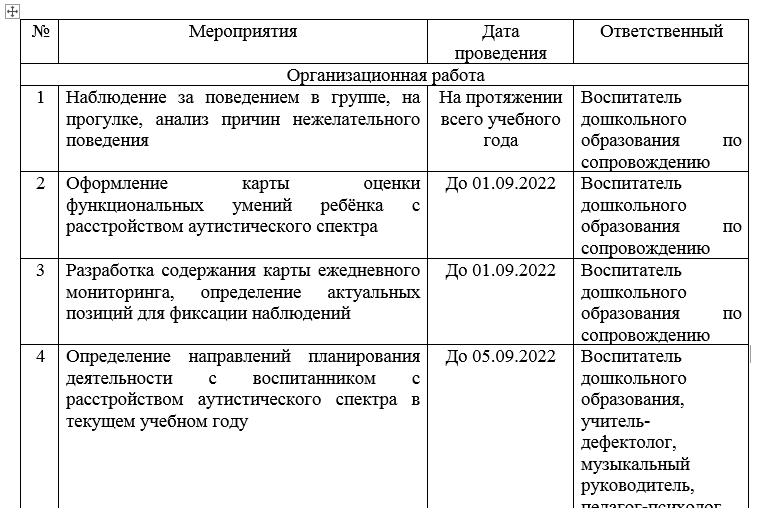 № Мероприятия Дата проведения Ответственный
Организационная работа
1 Наблюдение за поведением в группе, на На протяжении Воспитатель
прогулке, анализ причин нежелательного всего учебного дошкольного
поведения года образования по
сопровождению
2 Оформление карты оценки До 01.09.2022 Воспитатель
функциональных умений ребёнка с дошкольного
расстройством аутистического спектра образования по
сопровождению
3 Разработка содержания карты ежедневного До 01.09.2022 Воспитатель
мониторинга, определение актуальных дошкольного
позиций для фиксации наблюдений образования по
сопровождению
4 Определение направлений планирования До 05.09.2022 Воспитатель
деятельности с воспитанником с дошкольного
расстройством аутистического спектра в образования,
текущем учебном году учитель-
дефектолог,
музыкальный
руководитель,
педагог-психолог